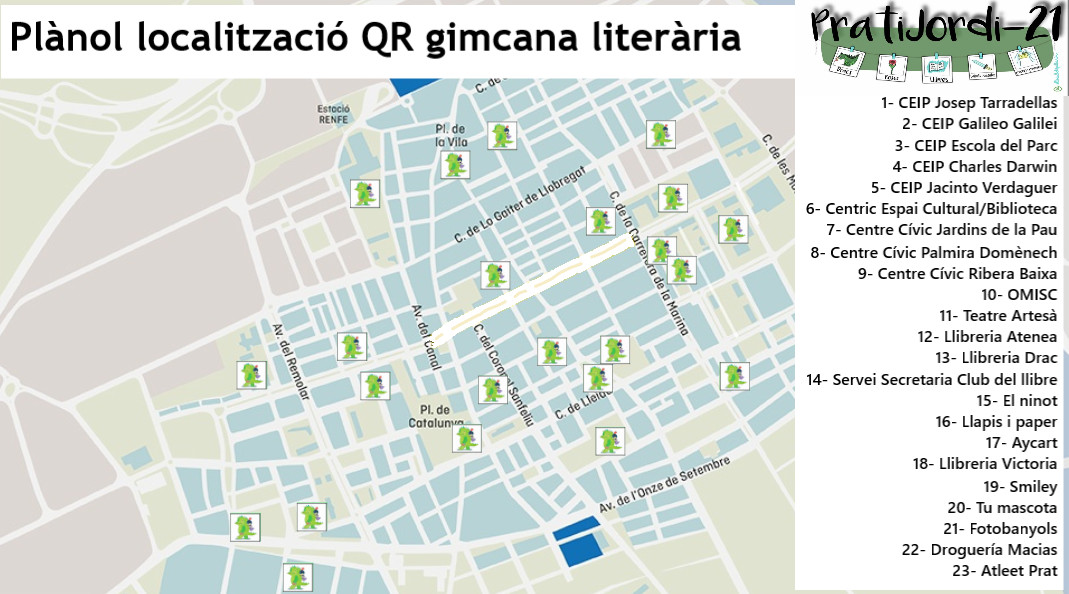 Plànol localització QR gimcana literària
PratiJordi-21
Llibres
1- CEIP Josep Tarradellas
2- CEIP Galileo Galilei
3- CEIP Escola del Parc
4- CEIP Charles Darwin
5- CEIP Jacinto Verdaguer
6- Centric Espai Cultural/Biblioteca
7- Centre Cívic Jardins de la Pau
8- Centre Cívic Palmira Domènech
9- Centre Cívic Ribera Baixa
10- OMISC
11- Teatre Artesà
12- Llibreria Atenea
13- Llibreria Drac
14- Servei Secretaria Club del llibre
15- El ninot
16- Llapis i paper
17- Aycart
18- Llibreria Victoria
19- Smiley
20- Tu mascota
21- Fotobanyols
22- Droguería Macias
23- Atleet Prat
Estació
RENFE
Pl. de
la Vila
C. de
C. de les
C. de Lo Gaiter de Llobregat
C. de la Carretera de la Marina
Av. del Canal
C. del Coronel Sanfeliu
Av. del Remolar
Pl. de
Catalunya
C. de Lleida
Av. de l'Onze de Setembre